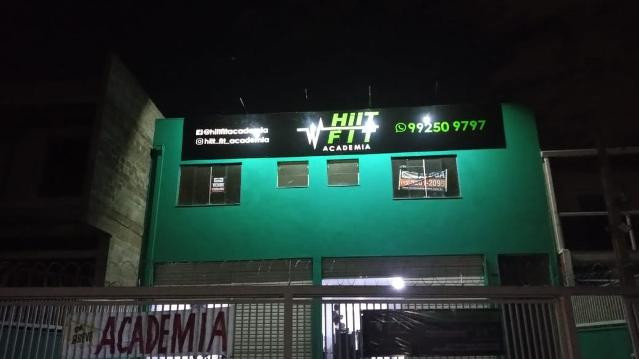 @hiitfitacademia
hiit_fit_academia
HIIT
FIT
ACADEMIA
99250 9797
ACADEMIA